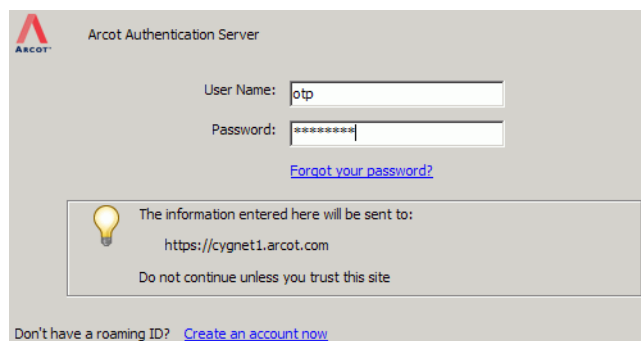 ARCOT
Arcot Authentication Server
User Name: otp
Password: ********
Forgot your password?
The information entered here will be sent to:
https://cygnet1.arcot.com
Do not continue unless you trust this site
Don't have a roaming ID? Create an account now